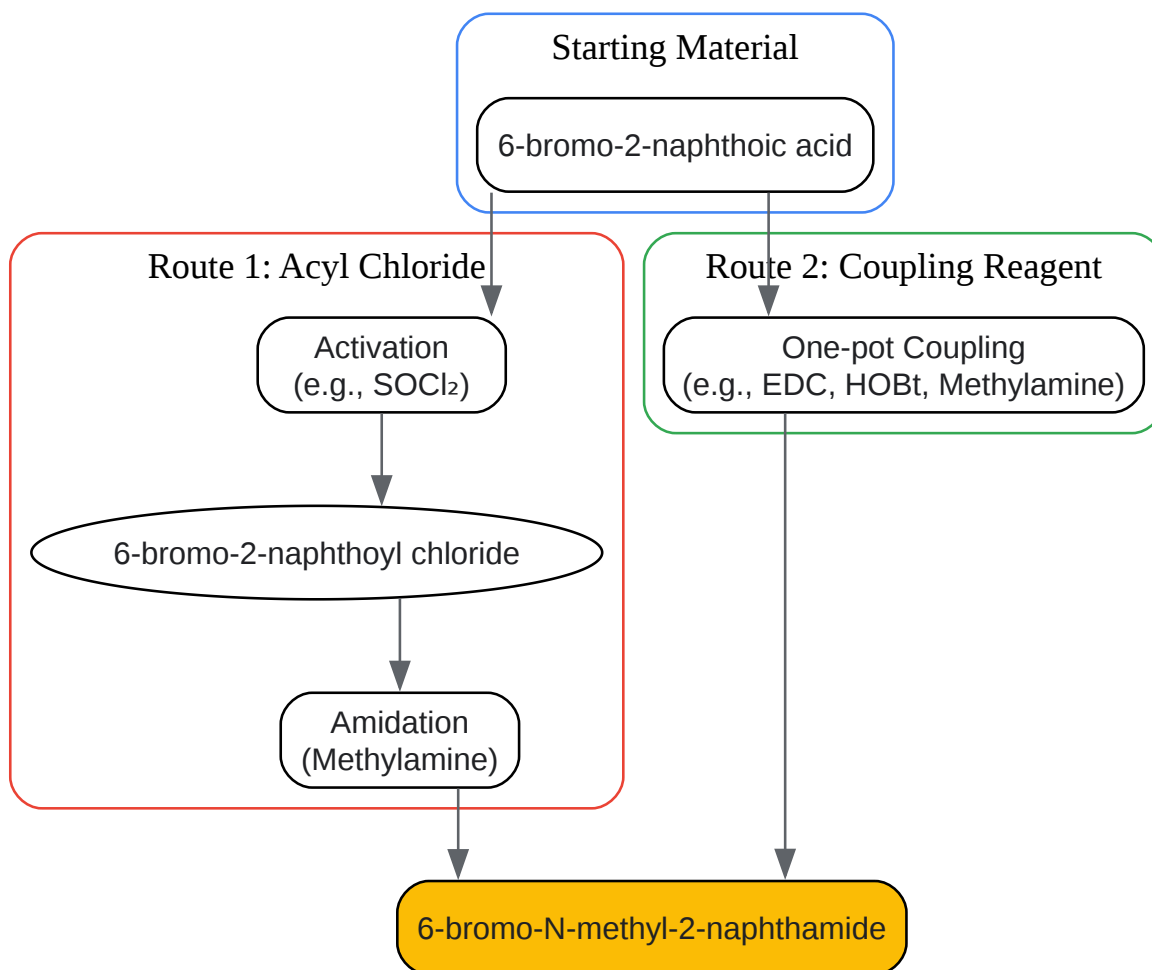 Starting Material
6-bromo-2-naphthoic acid
Route 1: Acyl Chloride
Activation
(e.g., SOCl₂)
6-bromo-2-naphthoyl chloride
Amidation
(Methylamine)
Route 2: Coupling Reagent
One-pot Coupling
(e.g., EDC, HOBt, Methylamine)
6-bromo-N-methyl-2-naphthamide